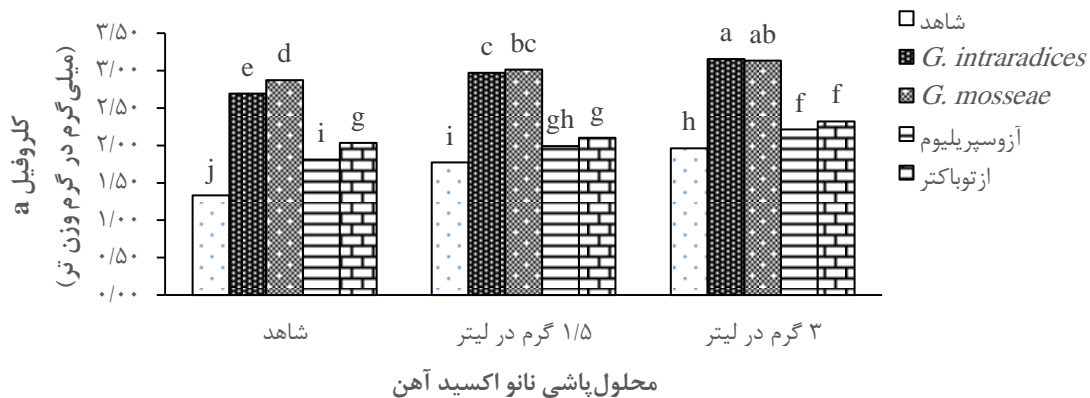 کلروفیل a
(میلی‌گرم در گرم وزن تر)
۳/۵۰
۳/۰۰
۲/۵۰
۲/۰۰
۱/۵۰
۱/۰۰
۰/۵۰
۰/۰۰
j e d i g
i c bc gh g
h a ab f f
شاهد
۱/۵ گرم در لیتر
۳ گرم در لیتر
محلول‌پاشی نانو اکسید آهن
شاهد
G. intraradices
G. mosseae
آزوسپریلیوم
ازتوباکتر